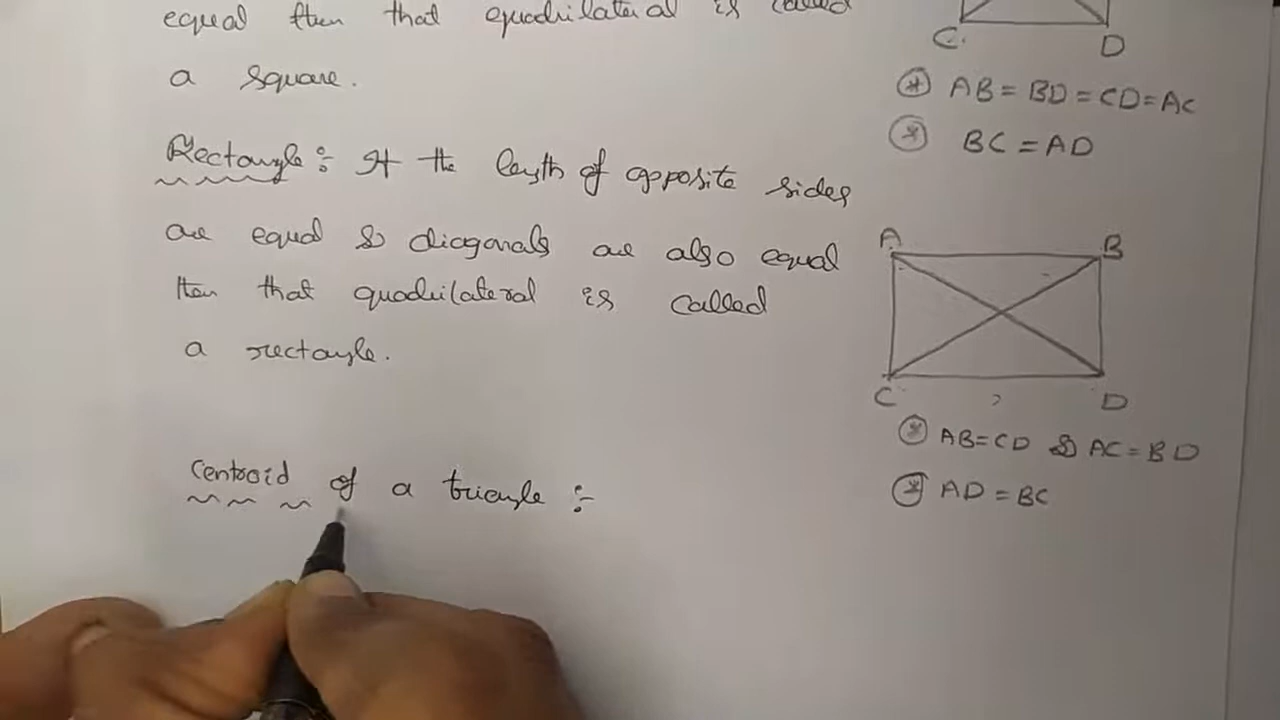 equal then that quadrilateral is called
a square.
Rectangle :- If the length of opposite sides
are equal & diagonals are also equal
then that quadrilateral is called
a rectangle.
Centroid of a triangle :-
C D
* AB = BD = CD = AC
* BC = AD
A B
C D
* AB = CD & AC = BD
* AD = BC